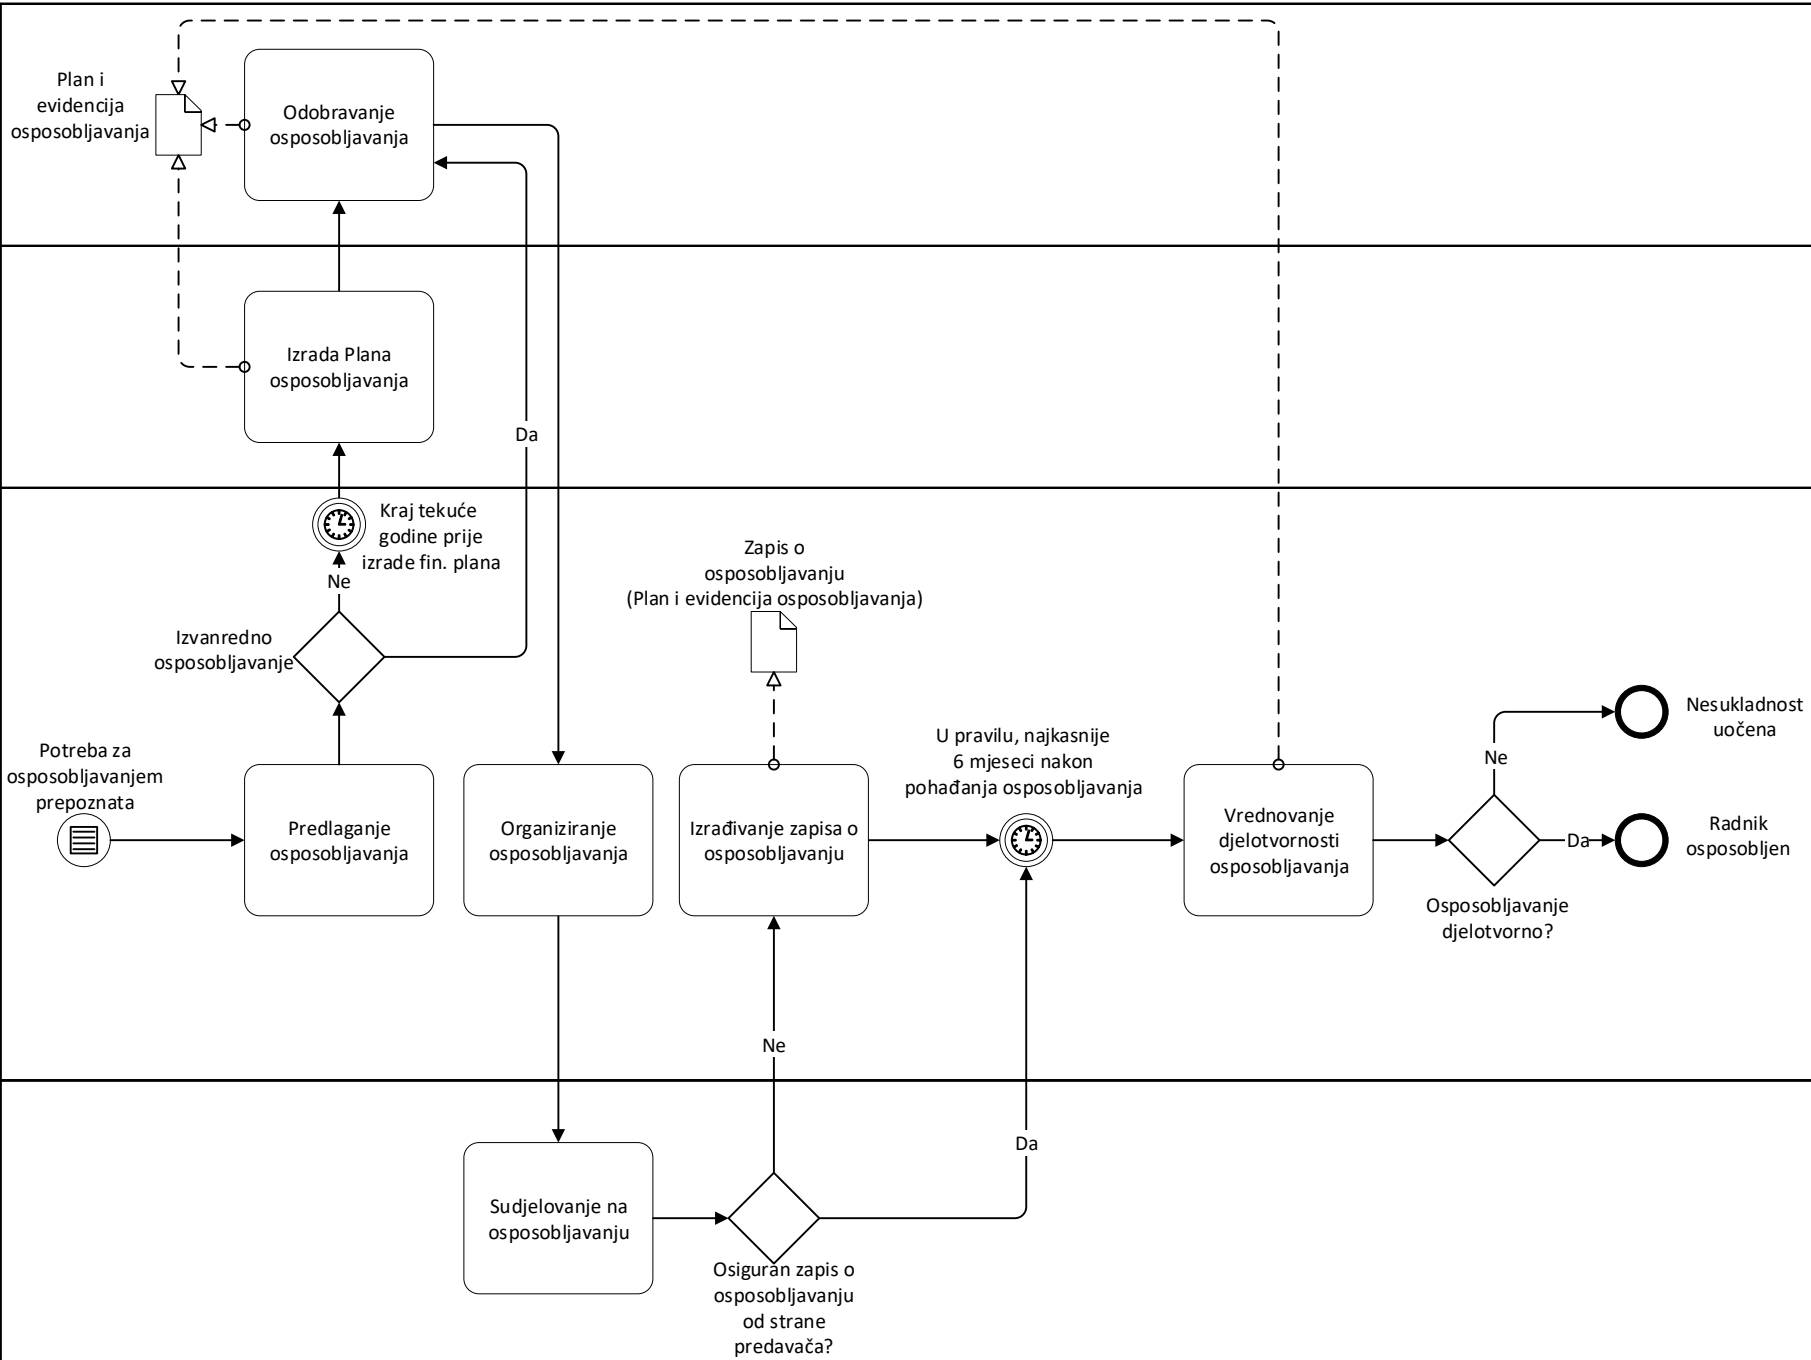 Plan i
evidencija
osposobljavanja
Odobravanje
osposobljavanja
Izrada Plana
osposobljavanja
Da
Kraj tekuće
godine prije
izrade fin. plana
Ne
Izvanredno
osposobljavanje
Zapis o
osposobljavanju
(Plan i evidencija osposobljavanja)
Potreba za
osposobljavanjem
prepoznata
Predlaganje
osposobljavanja
Organiziranje
osposobljavanja
Izrađivanje zapisa o
osposobljavanju
U pravilu, najkasnije
6 mjeseci nakon
pohađanja osposobljavanja
Vrednovanje
djelotvornosti
osposobljavanja
Ne
Nesukladnost
uočena
Da
Radnik
osposobljen
Osposobljavanje
djelotvorno?
Ne
Da
Sudjelovanje na
osposobljavanju
Osiguran zapis o
osposobljavanju
od strane
predavača?